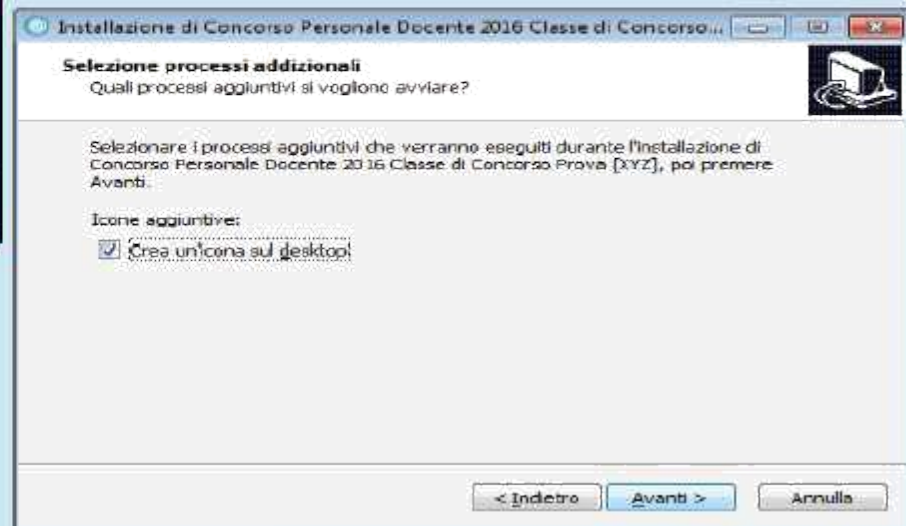 Installazione di Concorso Personale Docente 2016 Classe di Concorso...
Selezione processi addizionali
Quali processi aggiuntivi si vogliono avviare?
Selezionare i processi aggiuntivi che verranno eseguiti durante l'installazione di
Concorso Personale Docente 2016 Classe di Concorso Prova [XYZ], poi premere
Avanti.
Icone aggiuntive:
Crea un'icona sul desktop
< Indietro
Avanti >
Annulla